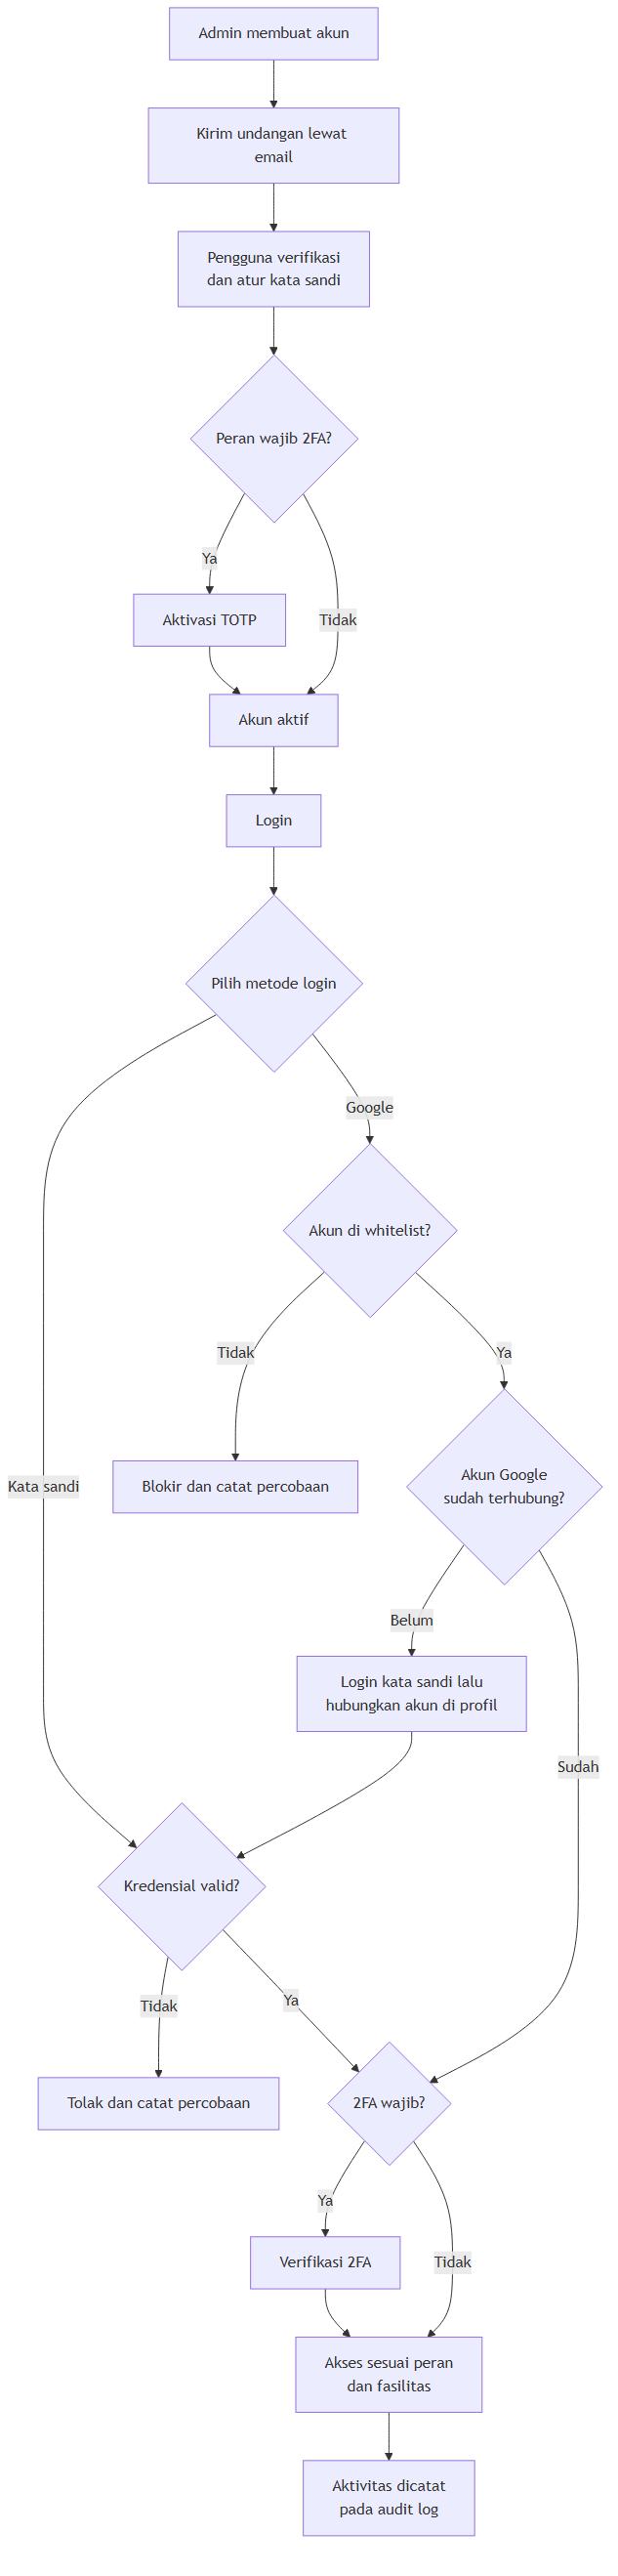 Admin membuat akun
Kirim undangan lewat
email
Pengguna verifikasi
dan atur kata sandi
Peran wajib 2FA?
Ya
Aktivasi TOTP
Tidak
Akun aktif
Login
Pilih metode login
Google
Akun di whitelist?
Tidak
Ya
Kata sandi
Blokir dan catat percobaan
Akun Google
sudah terhubung?
Belum
Login kata sandi lalu
hubungkan akun di profil
Sudah
Kredensial valid?
Tidak
Ya
Tolak dan catat percobaan
2FA wajib?
Ya
Verifikasi 2FA
Tidak
Akses sesuai peran
dan fasilitas
Aktivitas dicatat
pada audit log